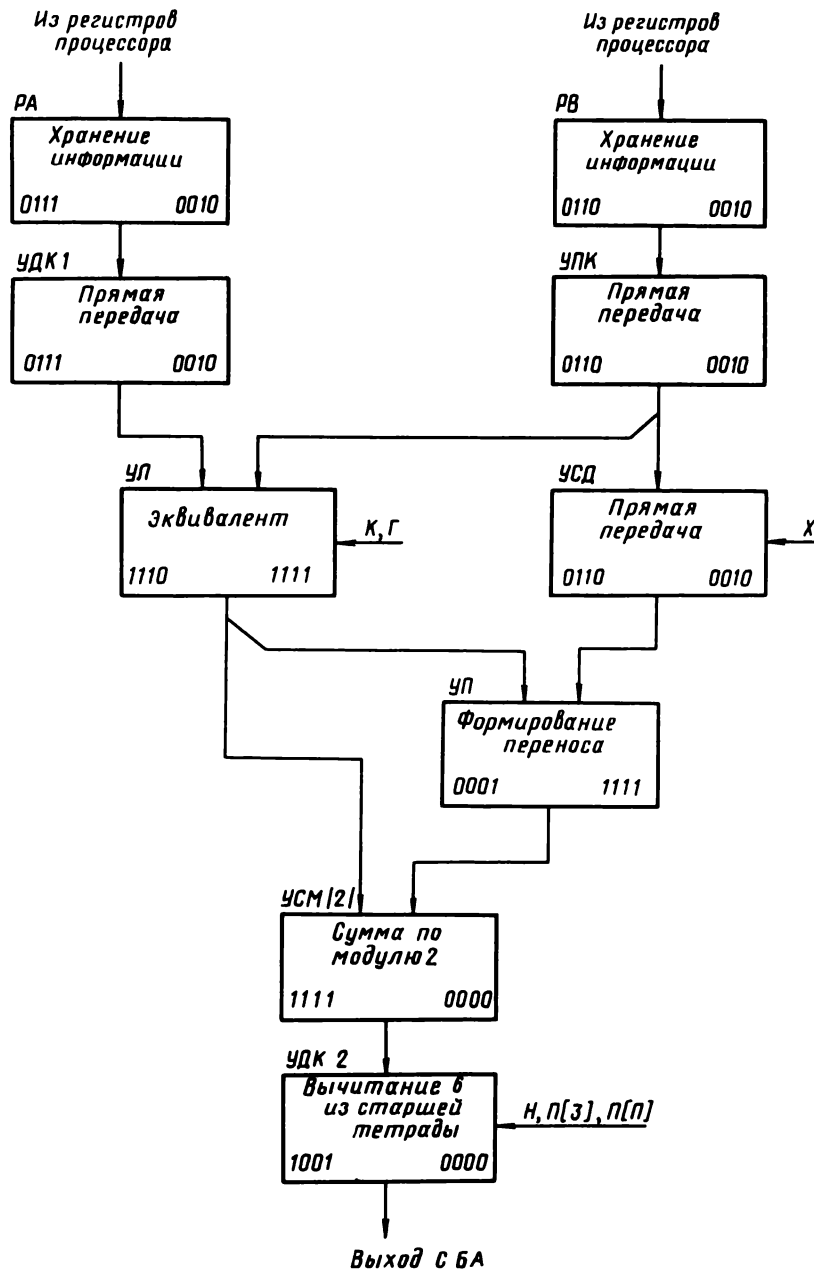 Из регистров
процессора
Из регистров
процессора
РА
Хранение
информации
0111 0010
РВ
Хранение
информации
0110 0010
УДК 1
Прямая
передача
0111 0010
УПК
Прямая
передача
0110 0010
УЛ
Эквивалент
1110 1111
К, Г
УСД
Прямая
передача
0110 0010
Х
УП
Формирование
переноса
0001 1111
УСМ|2|
Сумма по
модулю 2
1111 0000
УДК 2
Вычитание 6
из старшей
тетрады
1001 0000
Н, П[3], П[П]
Выход С БА